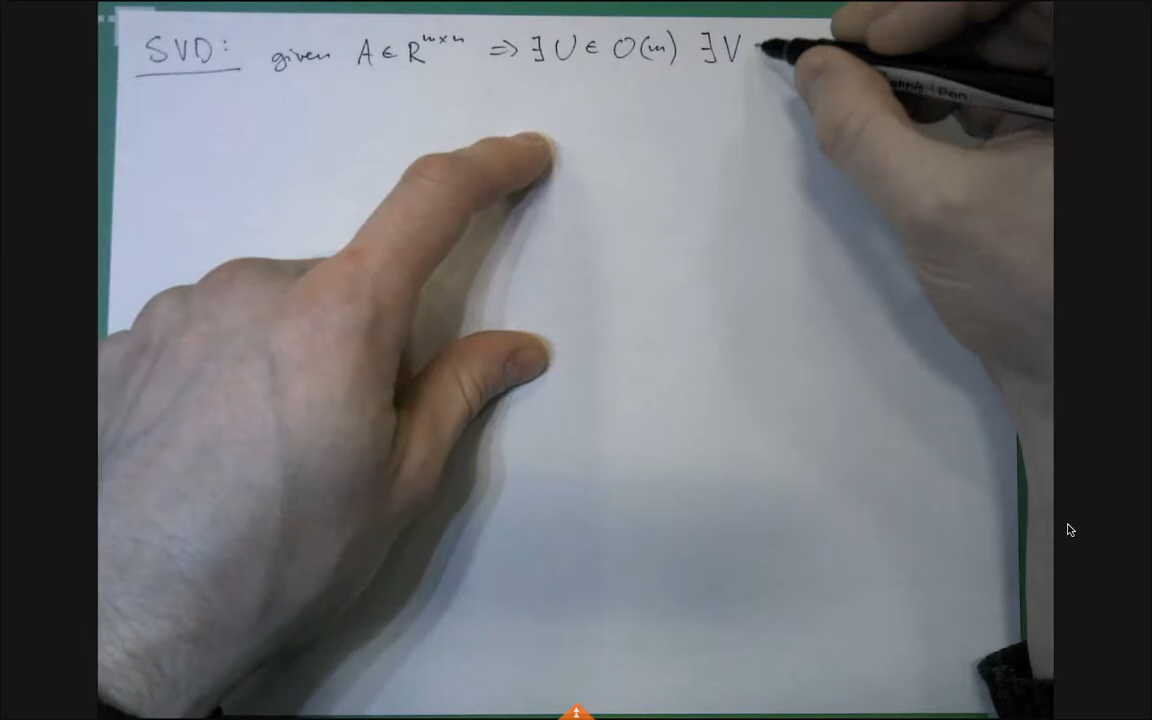 SVD: given A ∈ R^{m×n} ⇒ ∃ U ∈ O(m) ∃ V